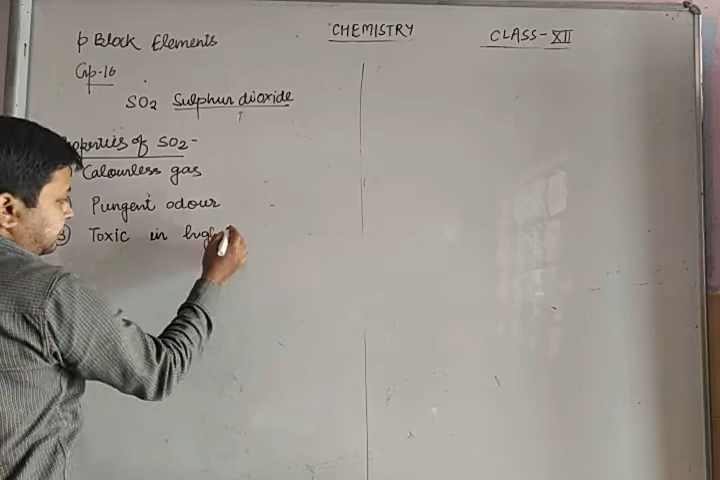 CHEMISTRY
CLASS-XII
p Block Elements
Grp-16
SO2 Sulphur dioxide
Properties of SO2-
Colourless gas
Pungent odour
3) Toxic in high